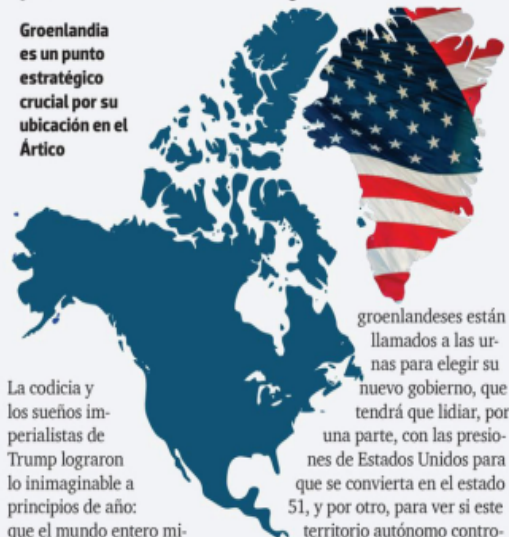 Groenlandia
es un punto
estratégico
crucial por su
ubicación en el
Ártico
La codicia y
los sueños im-
perialistas de
Trump lograron
lo inimaginable a
principios de año:
que el mundo entero mi-
groenlandeses están
llamados a las ur-
nas para elegir su
nuevo gobierno, que
tendrá que lidiar, por
una parte, con las presio-
nes de Estados Unidos para
que se convierta en el estado
51, y por otro, para ver si este
territorio autónomo contro-